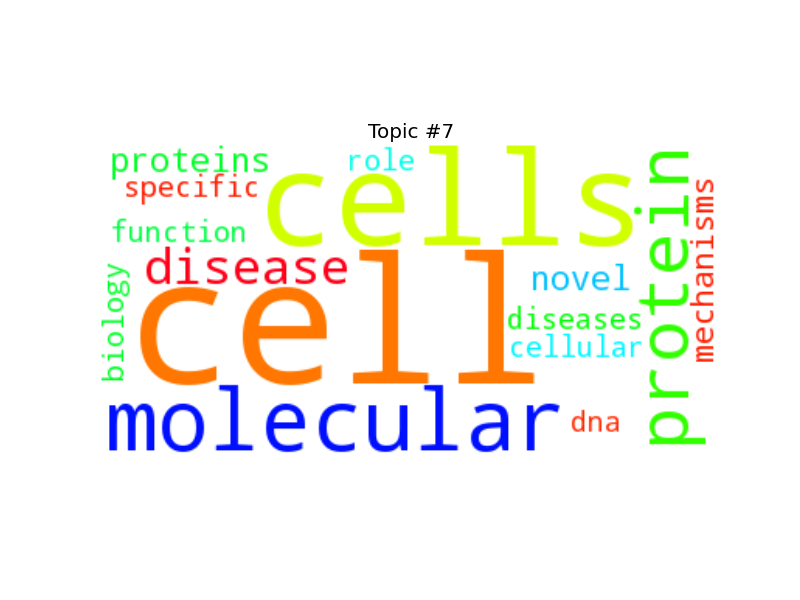 Topic #7
proteins
role
specific
cells
protein
mechanisms
function
disease
novel
biology
cell
diseases
cellular
molecular
dna